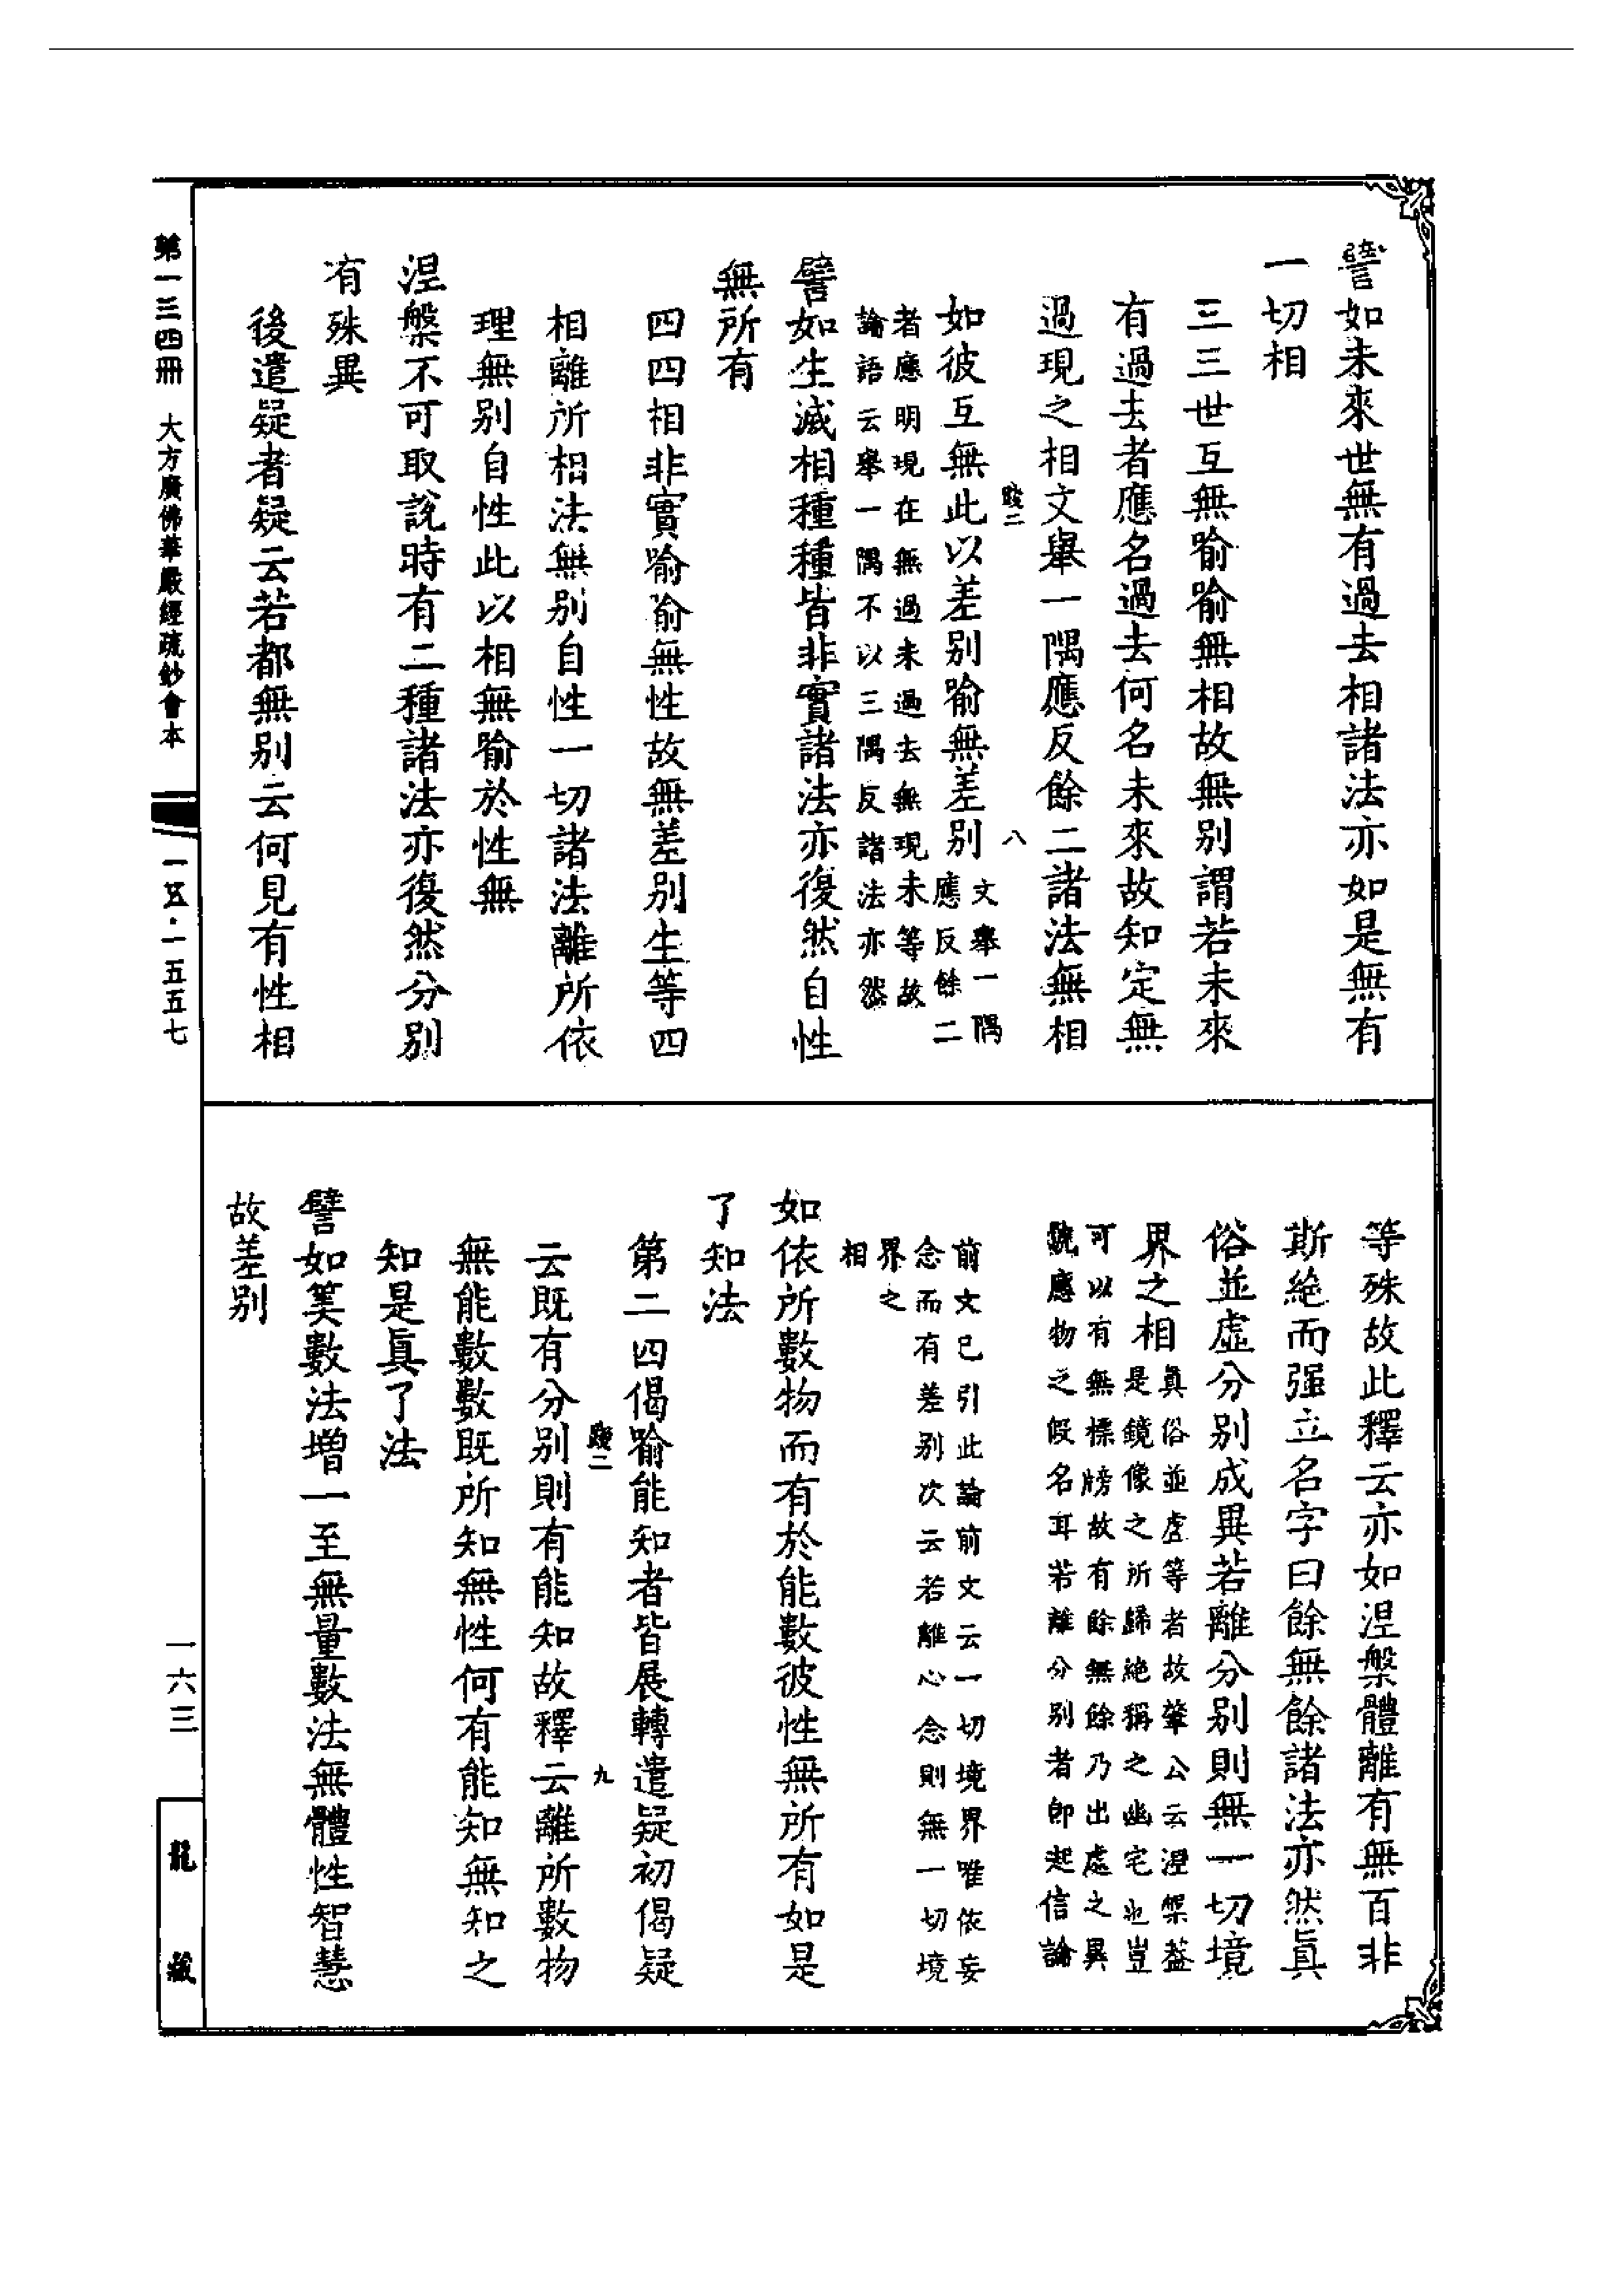 譬如未來世無有過去相諸法亦如是無有
一切相
三三世互無喻喻無相故無別謂若未來
有過去者應名過去何名未來故知定無
過現之相文舉一隅應反餘二諸法無相
踐二
八
如彼互無此以差別喻無差別
文舉一隅
應反餘二
者應明現在無過未過去無現未等故
論語云舉一隅不以三隅反諸法亦然
譬如生滅相種種皆非實諸法亦復然自性
無所有
四四相非實喻喻無性故無差別生等四
相離所相法無別自性一切諸法離所依
理無別自性此以相無喻於性無
涅槃不可取說時有二種諸法亦復然分別
有殊異
後遣疑者疑云若都無別云何見有性相
等殊故此釋云亦如涅槃體離有無百非
斯絕而强立名字曰餘無餘諸法亦然真
俗並虛分別成異若離分別則無一切境
界之相
真俗並虛等者故肇公云涅槃葢
是鏡像之所歸絕稱之幽宅也豈
可以有無標牓故有餘無餘乃出處之異
號應物之假名耳若離分別者即起信論
前文已引此論前文云一切境界唯依妄
念而有差別次云若離心念則無一切境
界之
相
如依所數物而有於能數彼性無所有如是
了知法
第二四偈喻能知者皆展轉遣疑初偈疑
踐二
九
云既有分別則有能知故釋云離所數物
無能數數既所知無性何有能知無知之
知是真了法
譬如筭數法增一至無量數法無體性智慧
故差別
第一三四冊 大方廣佛華嚴經疏鈔會本
一五·一五五七
一六三
龍藏